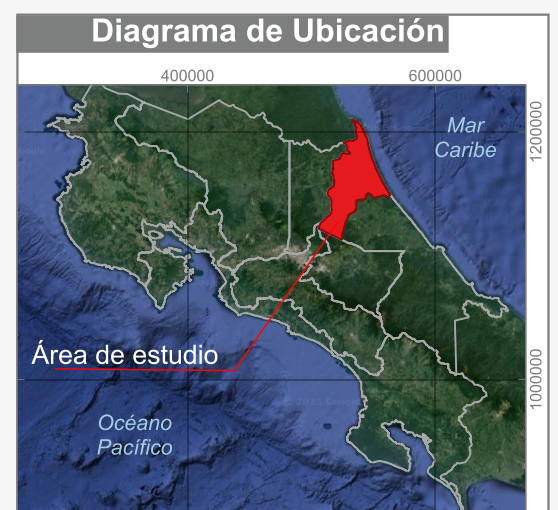 Diagrama de Ubicación
400000
600000
1200000
Mar
Caribe
Área de estudio
1000000
Océano
Pacífico